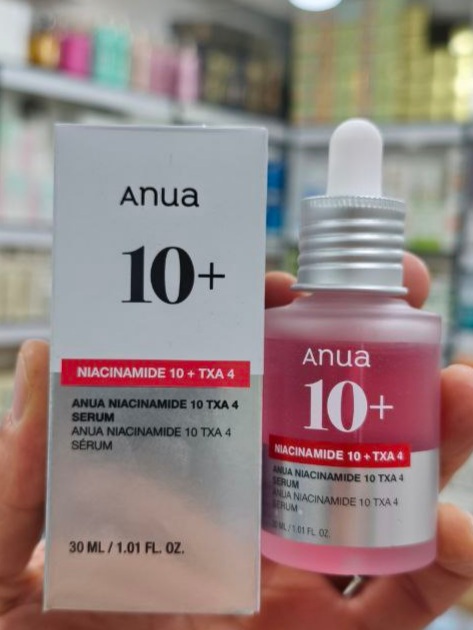 Anua
10+
NIACINAMIDE 10 + TXA 4
ANUA NIACINAMIDE 10 TXA 4
SERUM
ANUA NIACINAMIDE 10 TXA 4
SÉRUM
30 ML / 1.01 FL. OZ.
Anua
10+
NIACINAMIDE 10 + TXA 4
ANUA NIACINAMIDE 10 TXA 4
SERUM
ANUA NIACINAMIDE 10 TXA 4
SÉRUM
30 ML / 1.01 FL. OZ.